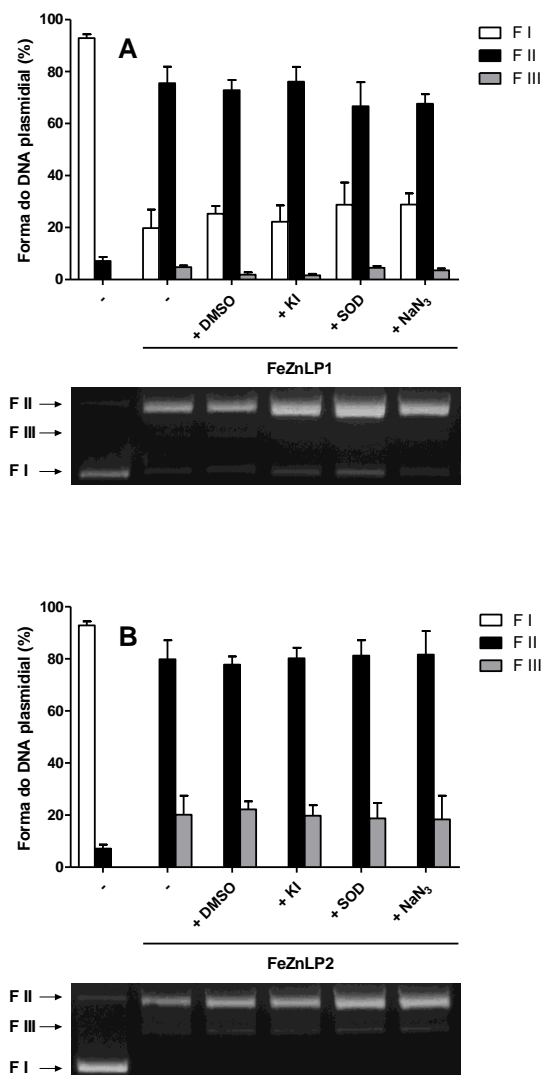 A
Forma do DNA plasmidial (%)
100
80
60
40
20
0
F I
F II
F III
-
-
+ DMSO
+ KI
+ SOD
+ NaN₃
FeZnLP1
F II
F III
F I
B
Forma do DNA plasmidial (%)
100
80
60
40
20
0
F I
F II
F III
-
-
+ DMSO
+ KI
+ SOD
+ NaN₃
FeZnLP2
F II
F III
F I